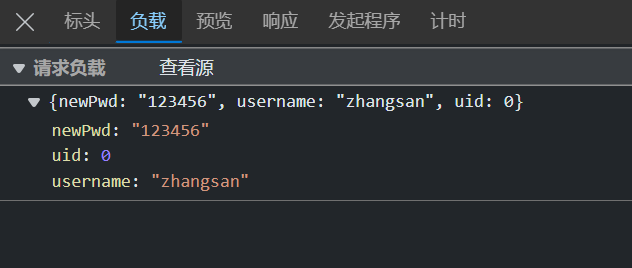 标头 负载 预览 响应 发起程序 计时
请求负载 查看源
{newPwd: "123456", username: "zhangsan", uid: 0}
newPwd: "123456"
uid: 0
username: "zhangsan"